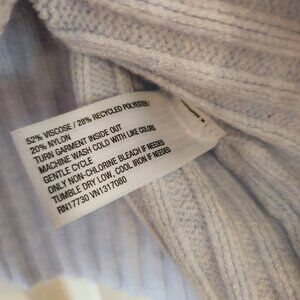 52% VISCOSE / 28% RECYCLED POLYESTER /
20% NYLON
TURN GARMENT INSIDE OUT
MACHINE WASH COLD WITH LIKE COLORS
GENTLE CYCLE
ONLY NON-CHLORINE BLEACH IF NEEDED
TUMBLE DRY LOW, COOL IRON IF NEEDED
RN17730 VN1317080